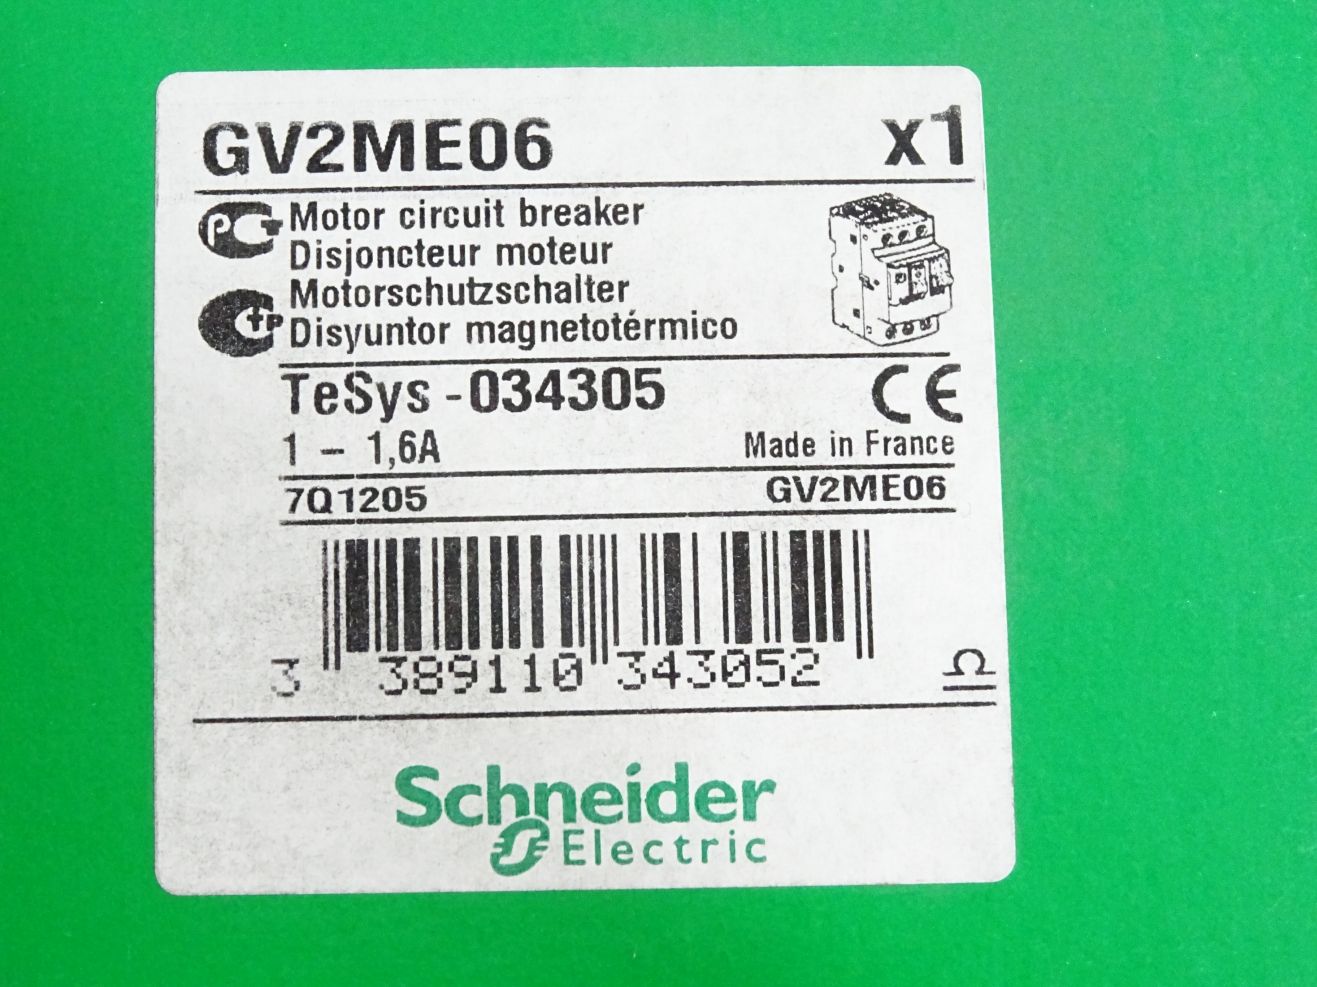 GV2ME06 x1
Motor circuit breaker
Disjoncteur moteur
Motorschutzschalter
Disyuntor magnetotérmico
TeSys -034305 CE
1 – 1,6A Made in France
7Q1205 GV2ME06
3 389110 343052
Schneider
Electric